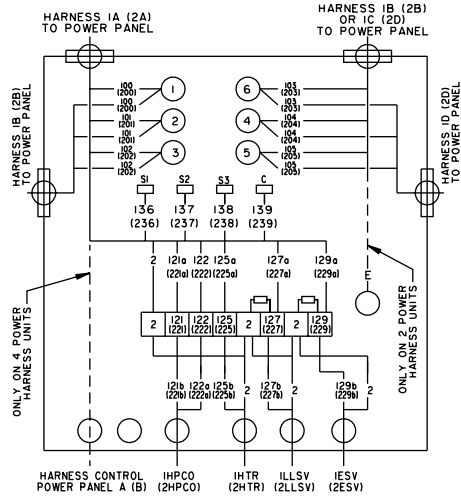 HARNESS 1A (2A)
TO POWER PANEL
HARNESS 1B (2B)
OR 1C (2D)
TO POWER PANEL
HARNESS 1B (2B)
TO POWER PANEL
HARNESS 1D (2D)
TO POWER PANEL
100
(200)
100
(200)
101
(201)
101
(201)
102
(202)
102
(202)
1
2
3
6
4
5
103
(203)
103
(203)
104
(204)
104
(204)
105
(205)
105
(205)
S1 S2 S3 C
136 137 138 139
(236) (237) (238) (239)
2 121a 122 125a 127a 129a
(221a) (222) (225a) (227a) (229a)
E
ONLY ON 4 POWER
HARNESS UNITS
ONLY ON 2 POWER
HARNESS UNITS
2 121 122 125 2 127 2 129
(221) (222) (225) (227) (229)
121b 122a 125b 2 127b 2 129b 2
(221b) (222a) (225b) (227b) (229b)
HARNESS CONTROL
POWER PANEL A (B)
1HPCO
(2HPCO)
1HTR
(2HTR)
1LLSV
(2LLSV)
1ESV
(2ESV)